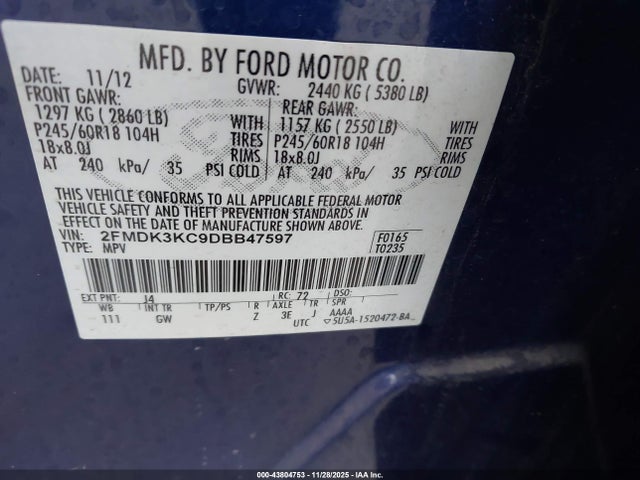 MFD. BY FORD MOTOR CO.
DATE: 11/12 GVWR: 2440 KG ( 5380 LB)
FRONT GAWR: REAR GAWR:
1297 KG ( 2860 LB) 1157 KG ( 2550 LB)
P245/60R18 104H TIRES P245/60R18 104H TIRES
18x8.0J RIMS 18x8.0J RIMS
AT 240 kPa/ 35 PSI COLD AT 240 kPa/ 35 PSI COLD
THIS VEHICLE CONFORMS TO ALL APPLICABLE FEDERAL MOTOR
VEHICLE SAFETY AND THEFT PREVENTION STANDARDS IN
EFFECT ON THE DATE OF MANUFACTURE SHOWN ABOVE.
VIN: 2FMDK3KC9DBB47597 F0165
TYPE: MPV T0235
EXT PNT: J4 RC: 72 DSO:
WB INT TR TP/PS R AXLE TR SPR
111 GW Z 3E J AAAA
UTC 5U5A-1520472-BA
000-43804753 | 11/28/2025 | IAA Inc.